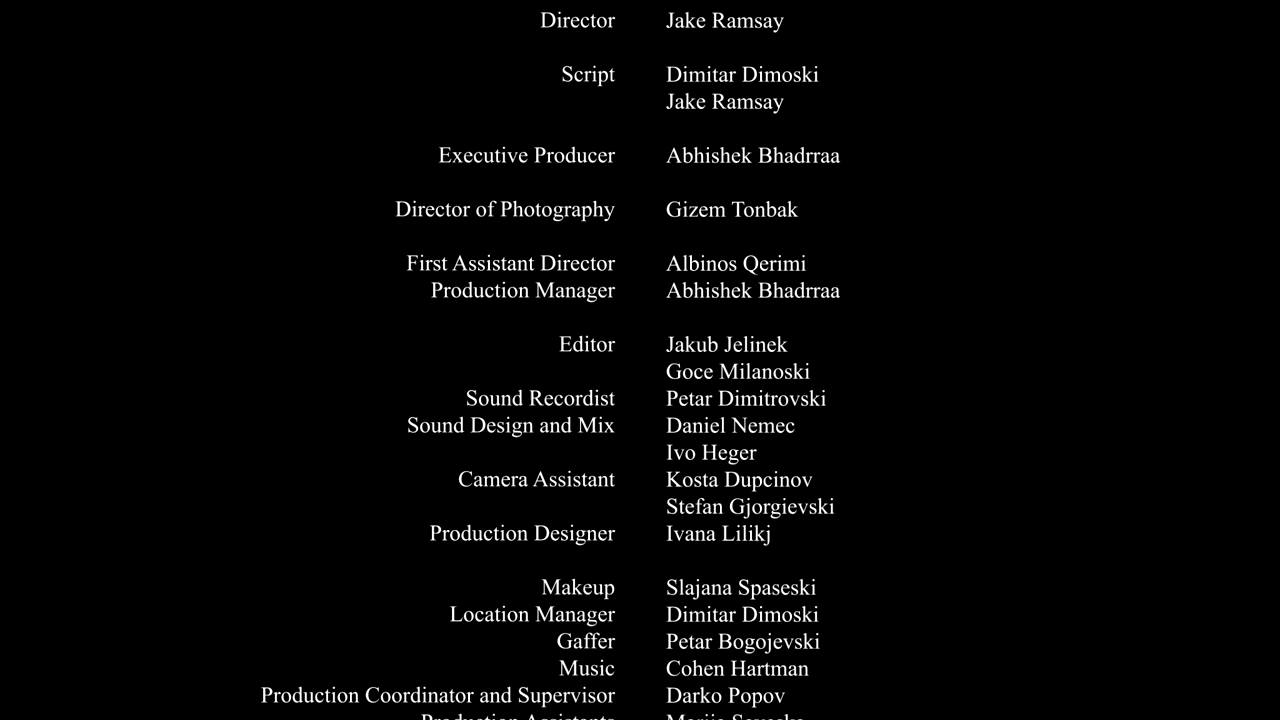 Director Jake Ramsay
Script Dimitar Dimoski
Jake Ramsay
Executive Producer Abhishek Bhadrraa
Director of Photography Gizem Tonbak
First Assistant Director Albinos Qerimi
Production Manager Abhishek Bhadrraa
Editor Jakub Jelinek
Goce Milanoski
Sound Recordist Petar Dimitrovski
Sound Design and Mix Daniel Nemec
Ivo Heger
Camera Assistant Kosta Dupcinov
Stefan Gjorgievski
Production Designer Ivana Lilikj
Makeup Slajana Spaseski
Location Manager Dimitar Dimoski
Gaffer Petar Bogojevski
Music Cohen Hartman
Production Coordinator and Supervisor Darko Popov
Production Assistants